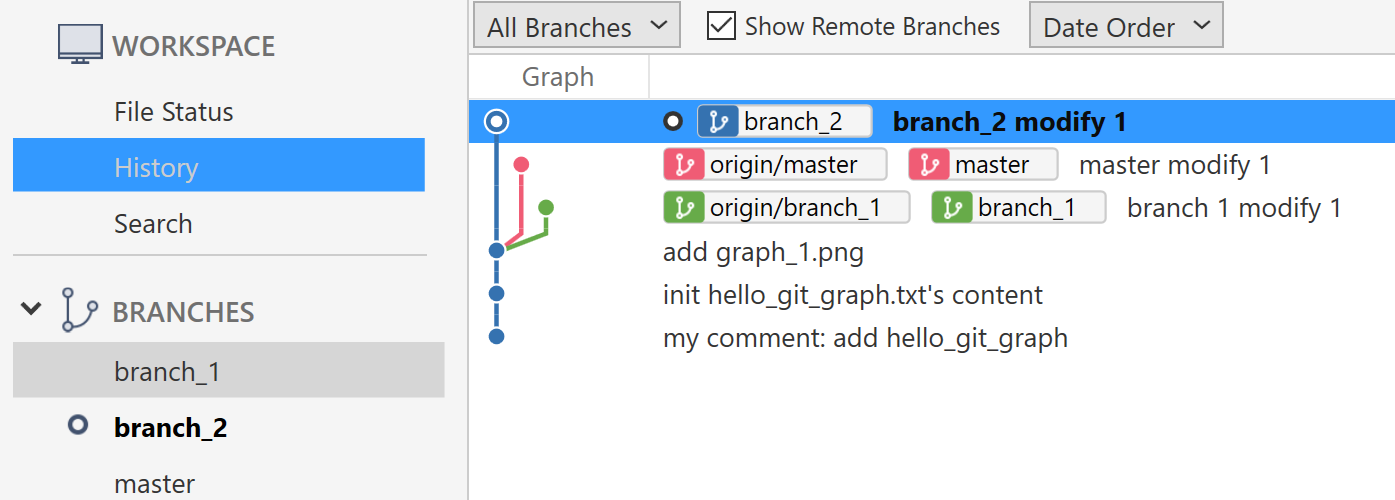 WORKSPACE
File Status
History
Search
BRANCHES
branch_1
branch_2
master
All Branches Show Remote Branches Date Order
Graph
branch_2 branch_2 modify 1
origin/master master master modify 1
origin/branch_1 branch_1 branch 1 modify 1
add graph_1.png
init hello_git_graph.txt's content
my comment: add hello_git_graph